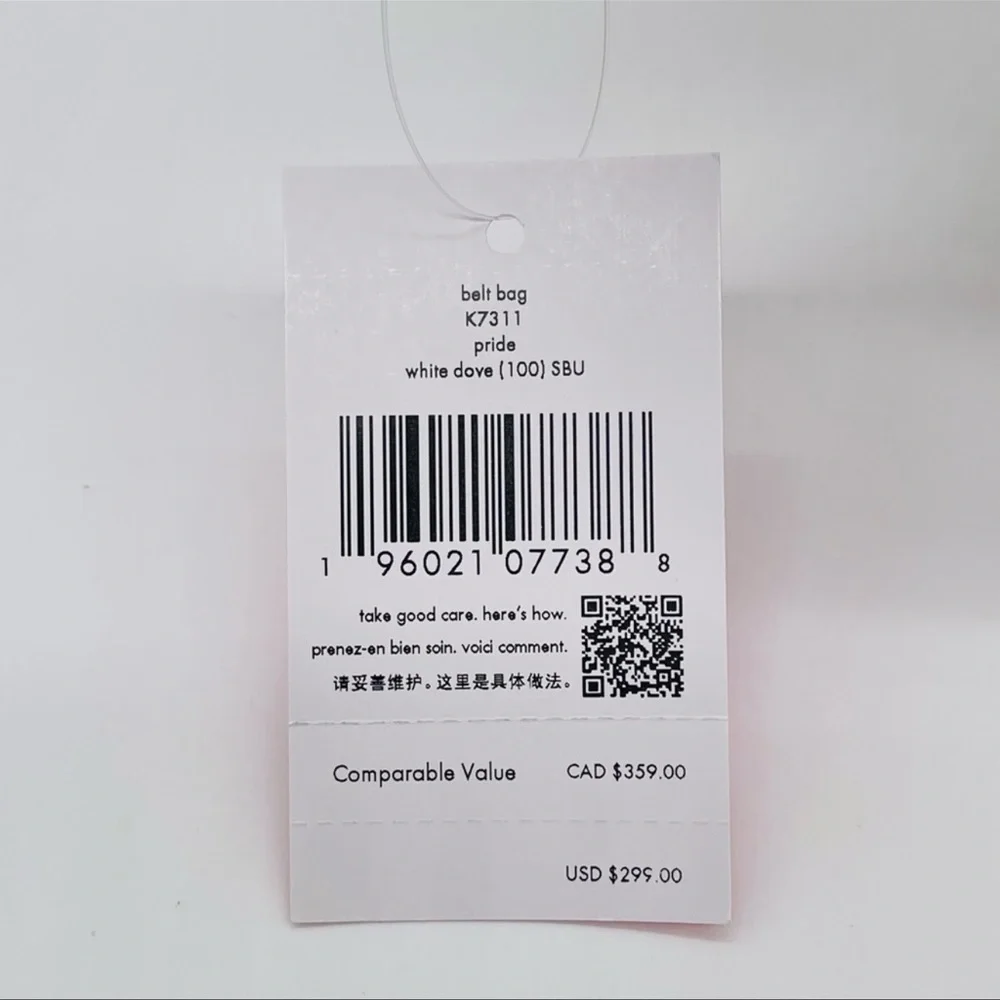 belt bag
K7311
pride
white dove (100) SBU
1 96021 07738 8
take good care. here's how.
prenez-en bien soin. voici comment.
请妥善维护。这里是具体做法。
Comparable Value CAD $359.00
USD $299.00